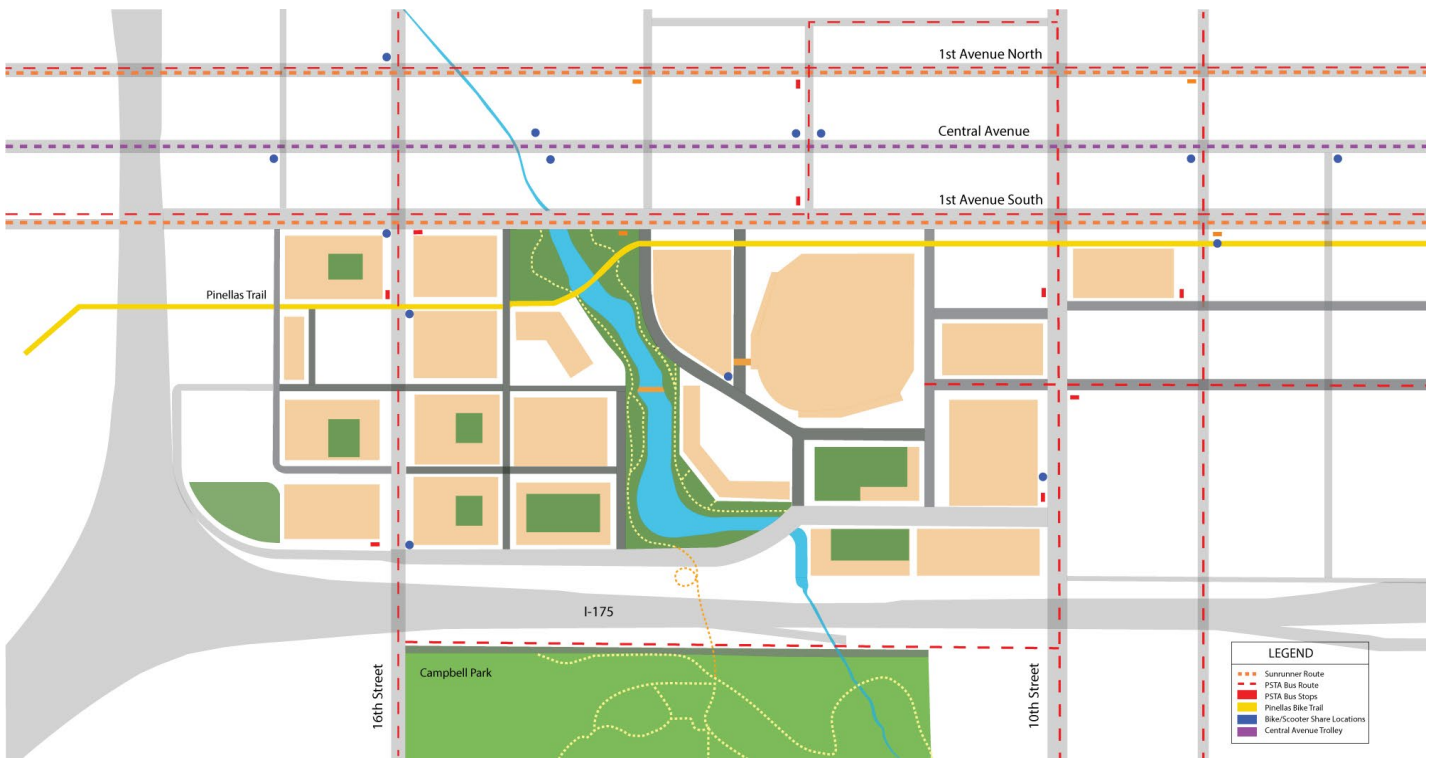 1st Avenue North
Central Avenue
1st Avenue South
Pinellas Trail
I-175
Campbell Park
16th Street
10th Street
LEGEND
Sunrunner Route
PSTA Bus Route
PSTA Bus Stops
Pinellas Bike Trail
Bike/Scooter Share Locations
Central Avenue Trolley